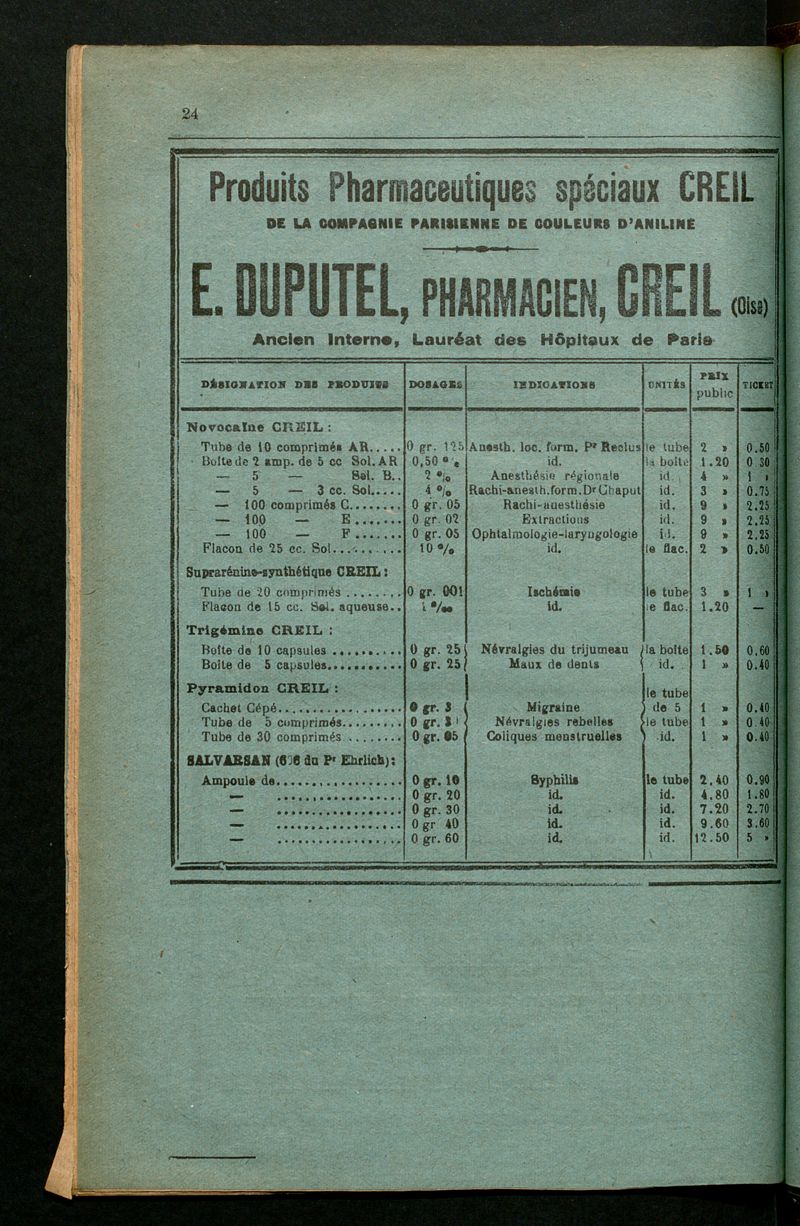 24
Produits Pharmaceutiques spéciaux CREIL
DE LA COMPAGNIE PARISIENNE DE COULEURS D'ANILINE
E. DUPUTEL, PHARMACIEN, CREIL (Oise)
Ancien Interne, Lauréat des Hôpitaux de Paris
DÉSIGNATION DES PRODUITS DOSAGES INDICATIONS UNITÉS PRIX public TICKET
Novocaïne CREIL :
Tube de 10 comprimés AR..... 0 gr. 125 Anesth. loc. form. Pr Reclus le tube 2 » 0.50
Boîte de 2 amp. de 5 cc Sol. AR 0,50 % id. la boîte 1.20 0 30
— 5 — Sol. B.. 2 % Anesthésie régionale id. 4 » 1 »
— 5 — 3 cc. Sol..... 4 % Rachi-anesth. form. Dr Chaput id. 3 » 0.75
— 100 comprimés C........ 0 gr. 05 Rachi-anesthésie id. 9 » 2.25
— 100 — E....... 0 gr. 02 Extractions id. 9 » 2.25
— 100 — F....... 0 gr. 05 Ophtalmologie-laryugologie id. 9 » 2.25
Flacon de 25 cc. Sol.......... 10 % id. le flac. 2 » 0.50
Suprarénine-synthétique CREIL :
Tube de 20 comprimés ........ 0 gr. 001 Ischémie le tube 3 » 1 »
Flacon de 15 cc. Sol. aqueuse.. 1 ‰ id. le flac. 1.20 —
Trigémine CREIL :
Boîte de 10 capsules .......... 0 gr. 25 Névralgies du trijumeau la boîte 1.50 0.60
Boîte de 5 capsules........... 0 gr. 25 Maux de dents id. 1 » 0.40
Pyramidon CREIL :
le tube
Cachet Cépé.................. 0 gr. 3 Migraine de 5 1 » 0.40
Tube de 5 comprimés......... 0 gr. 3 Névralgies rebelles le tube 1 » 0 40
Tube de 30 comprimés......... 0 gr. 05 Coliques menstruelles id. 1 » 0.40
SALVARSAN (606 du Pr Ehrlich) :
Ampoule de.................. 0 gr. 10 Syphilis le tube 2.40 0.90
— .................. 0 gr. 20 id. id. 4.80 1.80
— .................. 0 gr. 30 id. id. 7.20 2.70
— .................. 0 gr 40 id. id. 9.60 3.60
— .................. 0 gr. 60 id. id. 12.50 5 »